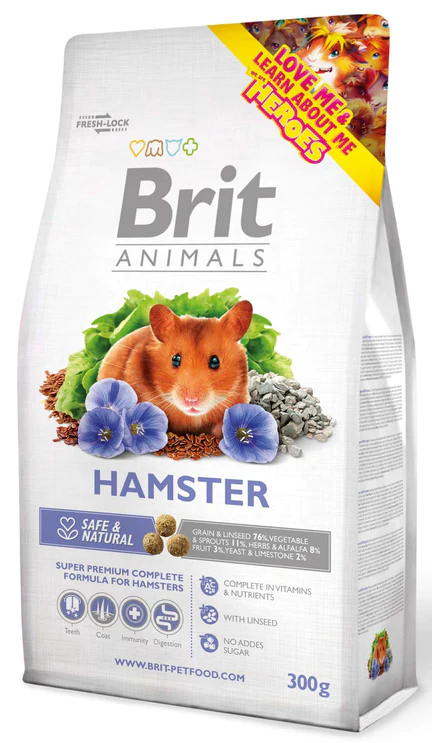 FRESH-LOCK
LOVE ME &
LEARN ABOUT ME
WE ARE
HEROES
Brit
ANIMALS
HAMSTER
SAFE &
NATURAL
GRAIN & LINSEED 76%, VEGETABLE
& SPROUTS 11%, HERBS & ALFALFA 8%
FRUIT 3%, YEAST & LIMESTONE 2%
SUPER PREMIUM COMPLETE
FORMULA FOR HAMSTERS
Teeth
Coat
Immunity
Digestion
COMPLETE IN VITAMINS
& NUTRIENTS
WITH LINSEED
NO ADDES
SUGAR
WWW.BRIT-PETFOOD.COM
300g